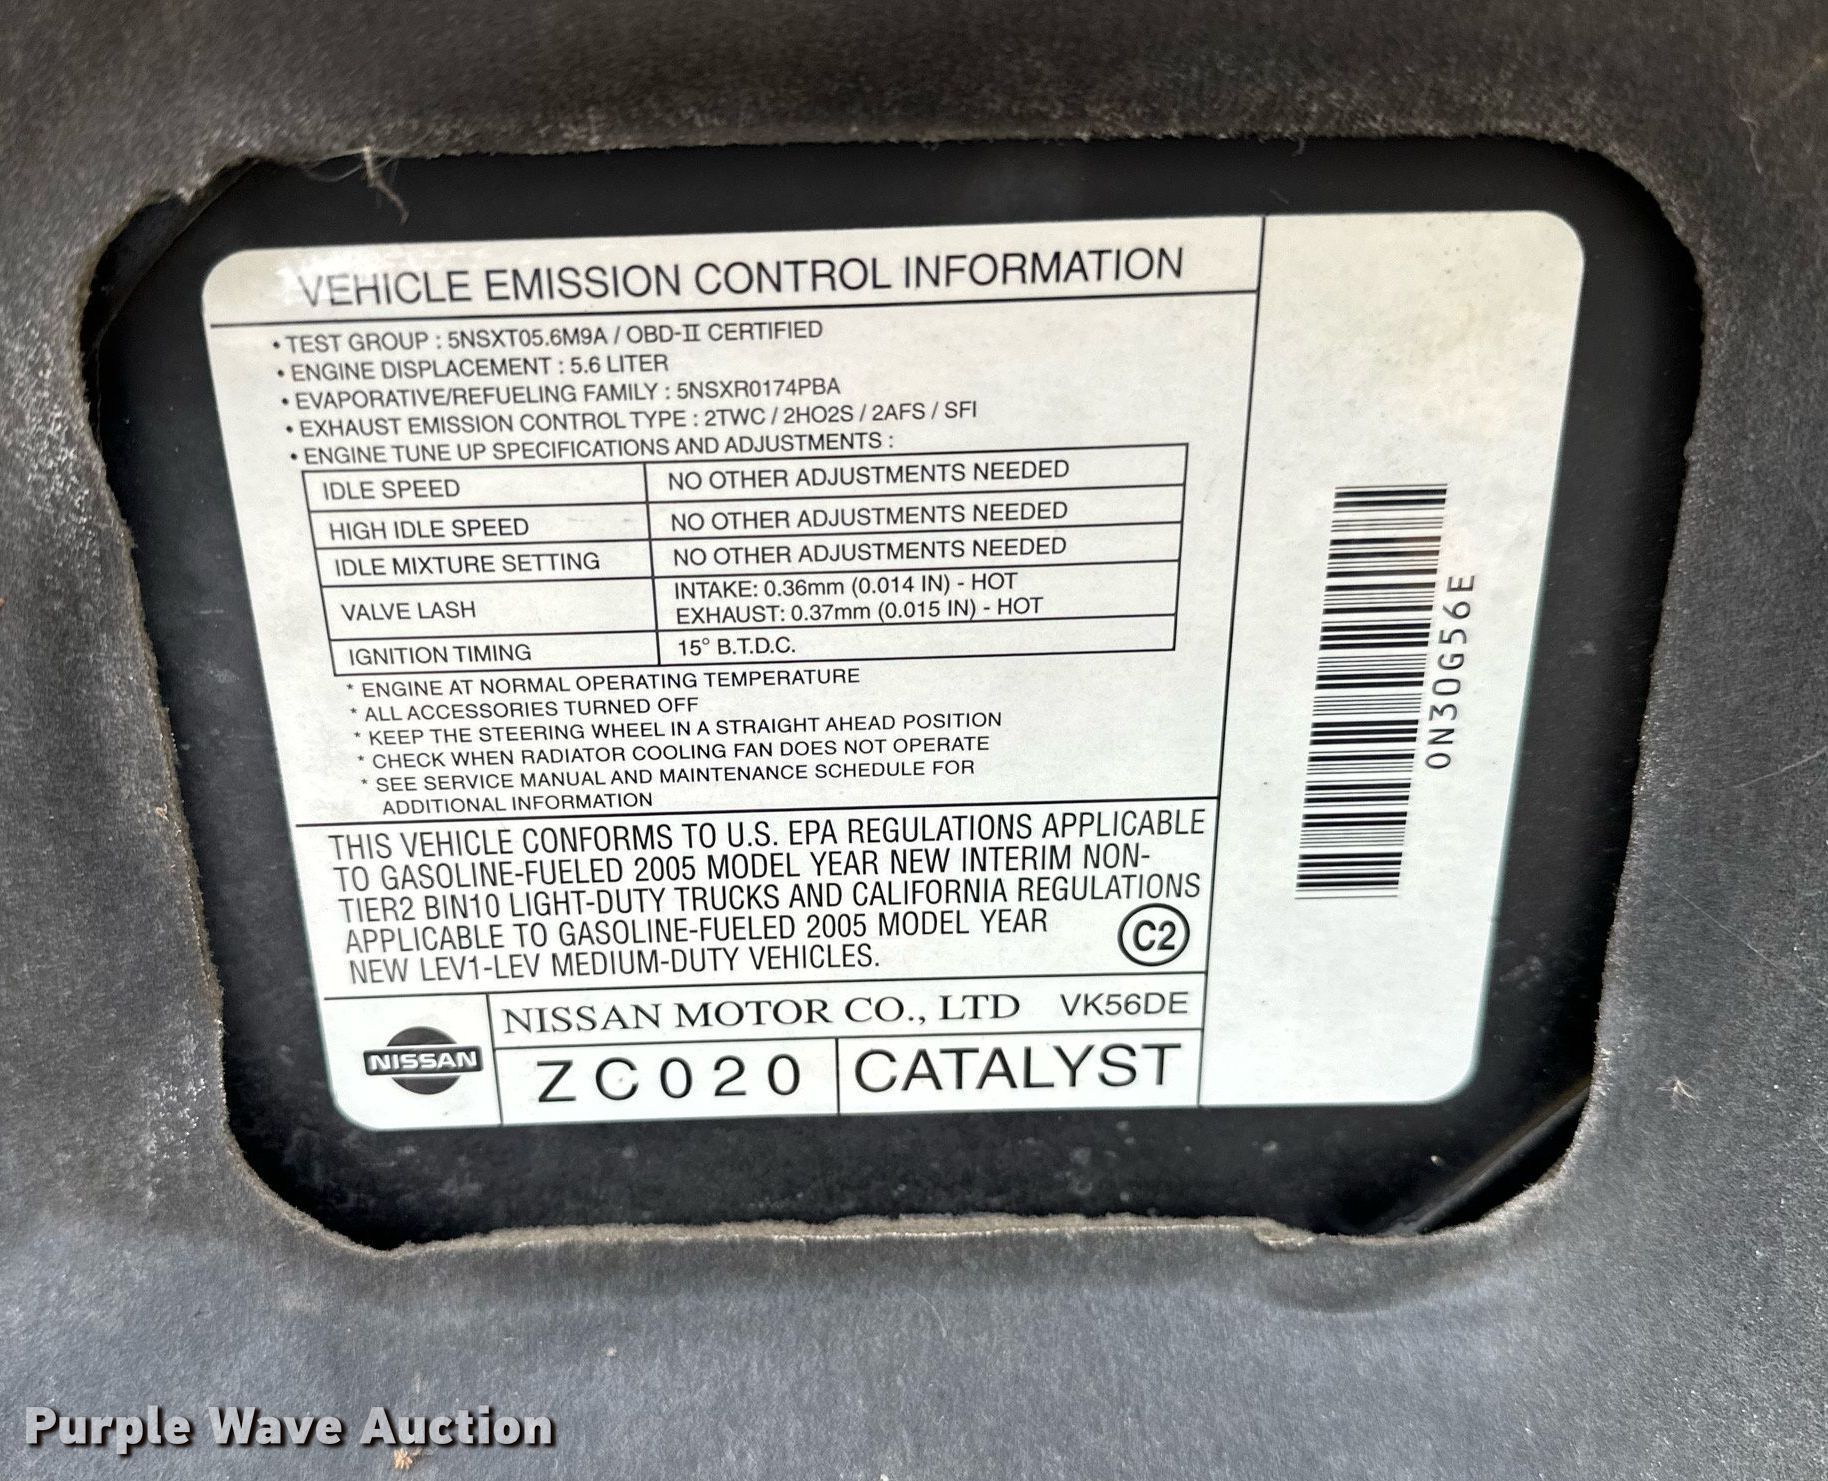 VEHICLE EMISSION CONTROL INFORMATION
• TEST GROUP : 5NSXT05.6M9A / OBD-II CERTIFIED
• ENGINE DISPLACEMENT : 5.6 LITER
• EVAPORATIVE/REFUELING FAMILY : 5NSXR0174PBA
• EXHAUST EMISSION CONTROL TYPE : 2TWC / 2HO2S / 2AFS / SFI
• ENGINE TUNE UP SPECIFICATIONS AND ADJUSTMENTS :
IDLE SPEED NO OTHER ADJUSTMENTS NEEDED
HIGH IDLE SPEED NO OTHER ADJUSTMENTS NEEDED
IDLE MIXTURE SETTING NO OTHER ADJUSTMENTS NEEDED
VALVE LASH INTAKE: 0.36mm (0.014 IN) - HOT
EXHAUST: 0.37mm (0.015 IN) - HOT
IGNITION TIMING 15° B.T.D.C.
* ENGINE AT NORMAL OPERATING TEMPERATURE
* ALL ACCESSORIES TURNED OFF
* KEEP THE STEERING WHEEL IN A STRAIGHT AHEAD POSITION
* CHECK WHEN RADIATOR COOLING FAN DOES NOT OPERATE
* SEE SERVICE MANUAL AND MAINTENANCE SCHEDULE FOR
ADDITIONAL INFORMATION
THIS VEHICLE CONFORMS TO U.S. EPA REGULATIONS APPLICABLE
TO GASOLINE-FUELED 2005 MODEL YEAR NEW INTERIM NON-
TIER2 BIN10 LIGHT-DUTY TRUCKS AND CALIFORNIA REGULATIONS
APPLICABLE TO GASOLINE-FUELED 2005 MODEL YEAR
NEW LEV1-LEV MEDIUM-DUTY VEHICLES.
C2
NISSAN
NISSAN MOTOR CO., LTD VK56DE
ZC020 CATALYST
0N30G56E
Purple Wave Auction